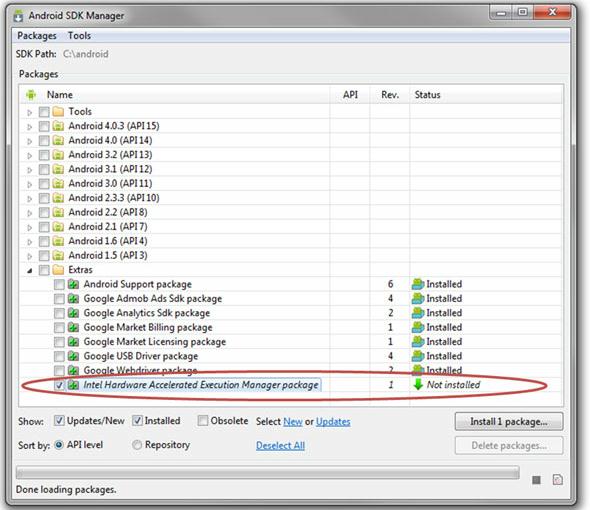 Android SDK Manager
Packages Tools
SDK Path: C:\android
Packages
Name API Rev. Status
Tools
Android 4.0.3 (API 15)
Android 4.0 (API 14)
Android 3.2 (API 13)
Android 3.1 (API 12)
Android 3.0 (API 11)
Android 2.3.3 (API 10)
Android 2.2 (API 8)
Android 2.1 (API 7)
Android 1.6 (API 4)
Android 1.5 (API 3)
Extras
Android Support package 6 Installed
Google Admob Ads Sdk package 4 Installed
Google Analytics Sdk package 2 Installed
Google Market Billing package 1 Installed
Google Market Licensing package 1 Installed
Google USB Driver package 4 Installed
Google Webdriver package 2 Installed
Intel Hardware Accelerated Execution Manager package 1 Not installed
Show: Updates/New Installed Obsolete Select New or Updates Install 1 package...
Sort by: API level Repository Deselect All Delete packages...
Done loading packages.